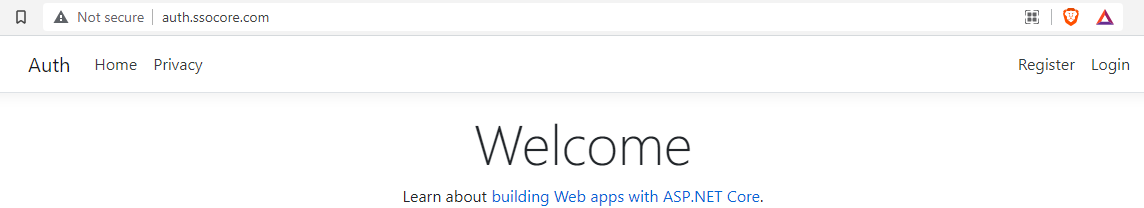 Not secure auth.ssocore.com
Auth Home Privacy Register Login
Welcome
Learn about building Web apps with ASP.NET Core.